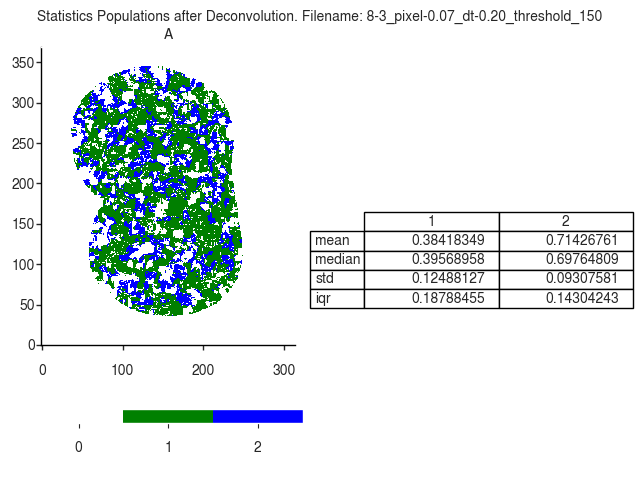 Statistics Populations after Deconvolution. Filename: 8-3_pixel-0.07_dt-0.20_threshold_150
A
350
300
250
200
150
100
50
0
0 100 200 300
1 2
mean 0.38418349 0.71426761
median 0.39568958 0.69764809
std 0.12488127 0.09307581
iqr 0.18788455 0.14304243
0 1 2